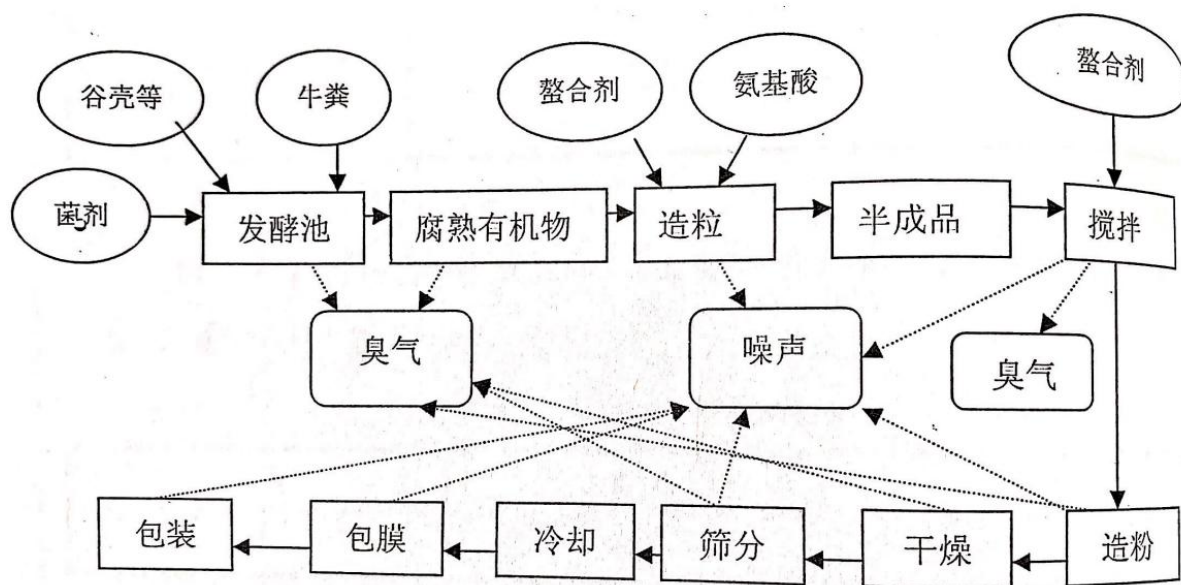 谷壳等
牛粪
螯合剂
氨基酸
螯合剂
菌剂
发酵池
腐熟有机物
造粒
半成品
搅拌
臭气
噪声
臭气
包装
包膜
冷却
筛分
干燥
造粉